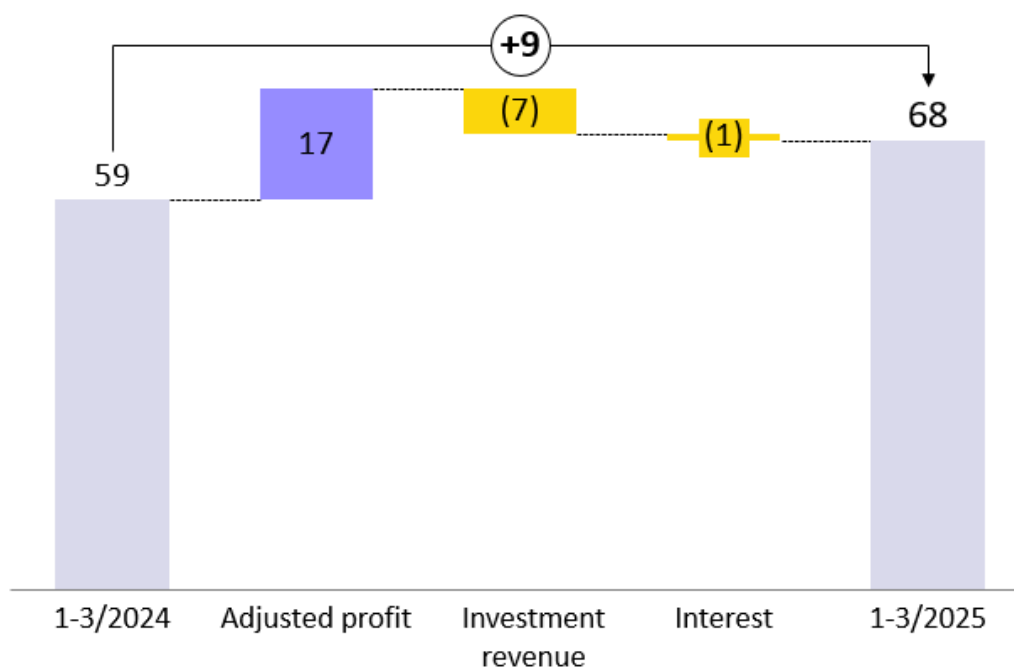 +9
59
17
(7)
(1)
68
1-3/2024
Adjusted profit
Investment
revenue
Interest
1-3/2025